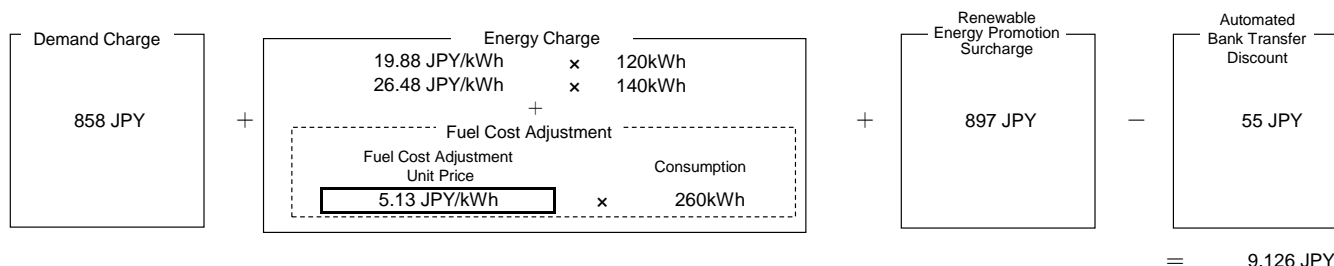 Demand Charge
858 JPY
+
Energy Charge
19.88 JPY/kWh × 120kWh
26.48 JPY/kWh × 140kWh
+
Fuel Cost Adjustment
Fuel Cost Adjustment
Unit Price
Consumption
5.13 JPY/kWh × 260kWh
+
Renewable
Energy Promotion
Surcharge
897 JPY
−
Automated
Bank Transfer
Discount
55 JPY
= 9,126 JPY